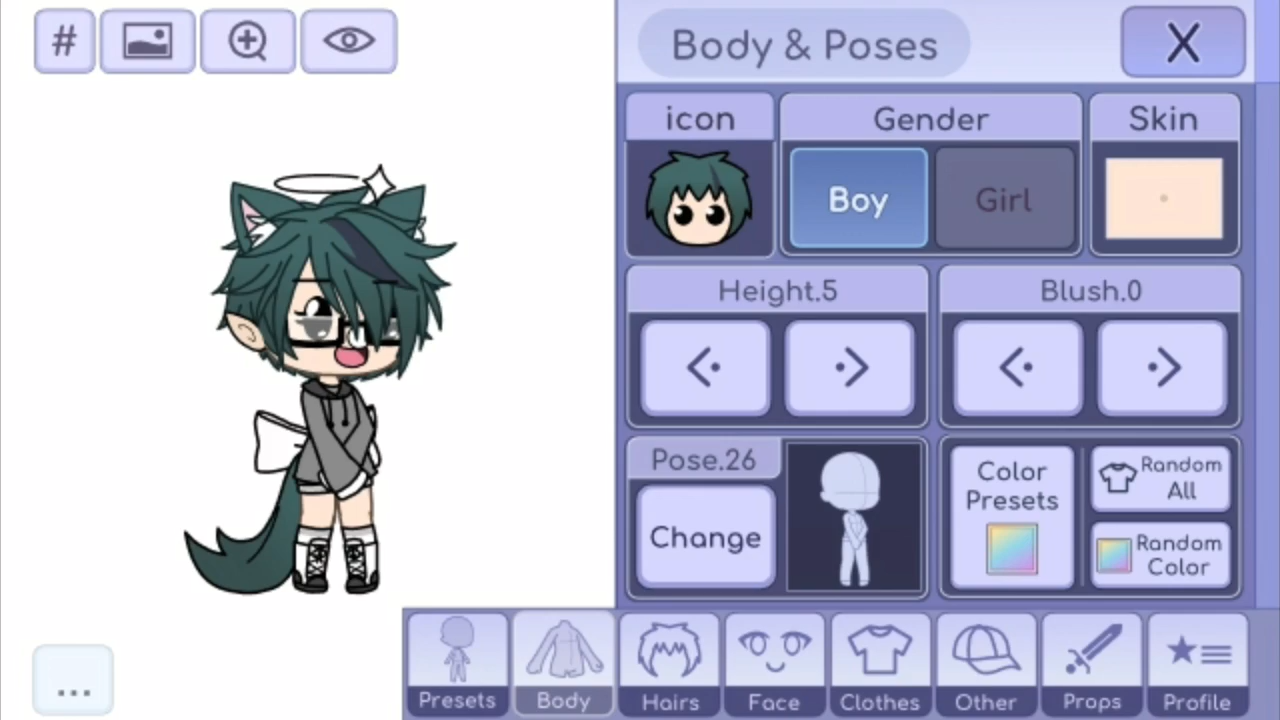 #
Body & Poses
X
icon
Gender
Skin
Boy
Girl
Height.5
Blush.0
Pose.26
Change
Color
Presets
Random
All
Random
Color
...
Presets
Body
Hairs
Face
Clothes
Other
Props
Profile